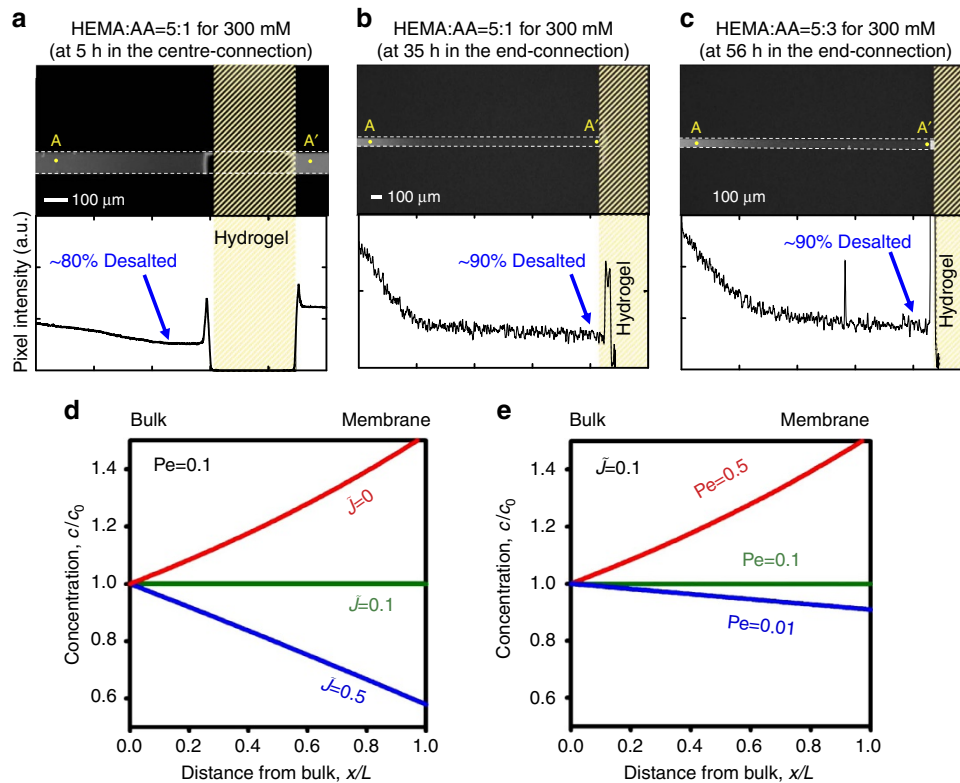 a
HEMA:AA=5:1 for 300 mM
(at 5 h in the centre-connection)
A
A′
100 μm
Pixel intensity (a.u.)
Hydrogel
~80% Desalted
b
HEMA:AA=5:1 for 300 mM
(at 35 h in the end-connection)
A
A′
100 μm
~90% Desalted
Hydrogel
c
HEMA:AA=5:3 for 300 mM
(at 56 h in the end-connection)
A
A′
100 μm
~90% Desalted
Hydrogel
d
Bulk
Membrane
Pe=0.1
J̃=0
J̃=0.1
J̃=0.5
Concentration, c/c₀
1.4
1.2
1.0
0.8
0.6
0.0
0.2
0.4
0.6
0.8
1.0
Distance from bulk, x/L
e
Bulk
Membrane
J̃=0.1
Pe=0.5
Pe=0.1
Pe=0.01
Concentration, c/c₀
1.4
1.2
1.0
0.8
0.6
0.0
0.2
0.4
0.6
0.8
1.0
Distance from bulk, x/L